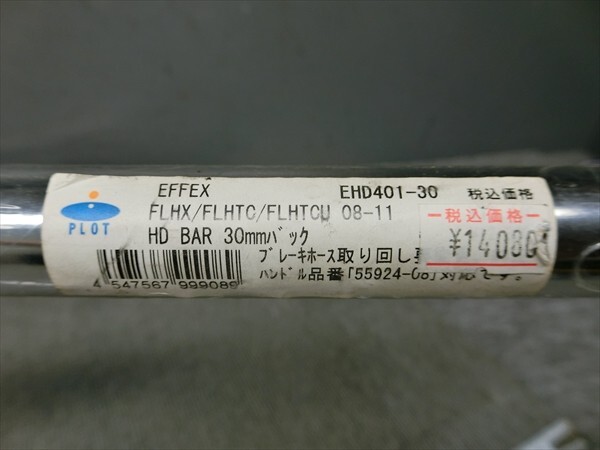 EFFEX EHD401-30 税込価格
PLOT
FLHX/FLHTC/FLHTCU 08-11
HD BAR 30mmバック
ブレーキホース取り回し
ハンドル品番「55924-08」対応です。
4 547567 999089
税込価格
¥14080